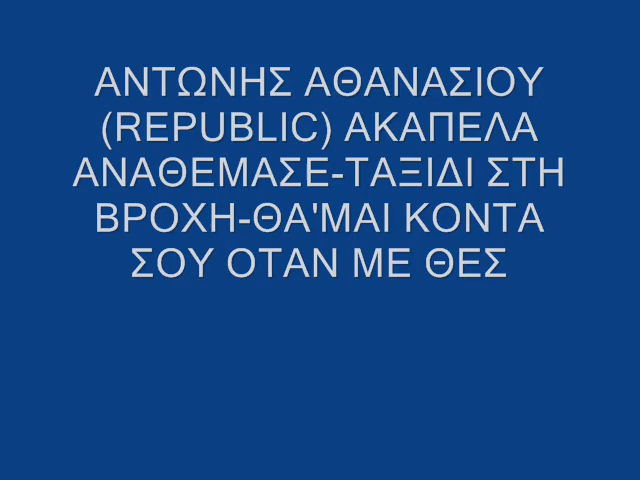 ΑΝΤΩΝΗΣ ΑΘΑΝΑΣΙΟΥ
(REPUBLIC) ΑΚΑΠΕΛΑ
ΑΝΑΘΕΜΑΣΕ-ΤΑΞΙΔΙ ΣΤΗ
ΒΡΟΧΗ-ΘΑ'ΜΑΙ ΚΟΝΤΑ
ΣΟΥ ΟΤΑΝ ΜΕ ΘΕΣ